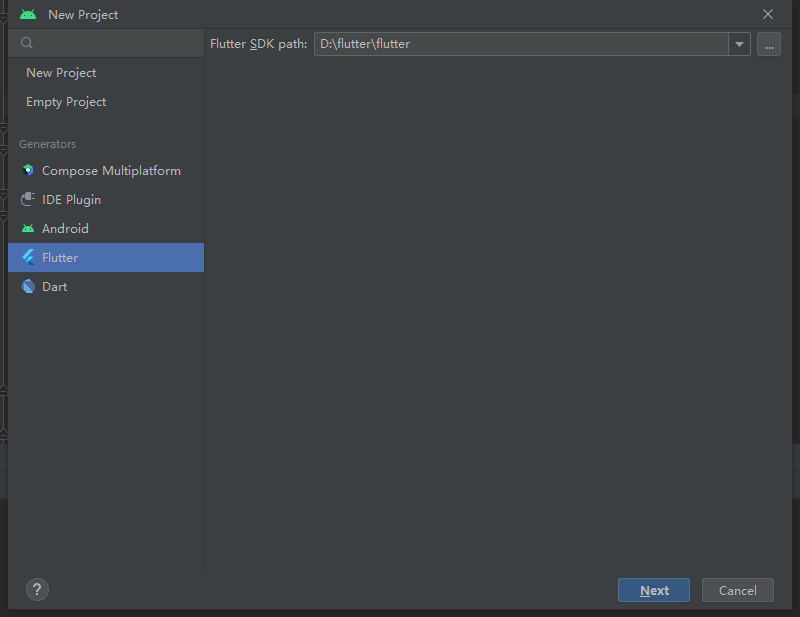 New Project
Flutter SDK path: D:\flutter\flutter ...
New Project
Empty Project
Generators
Compose Multiplatform
IDE Plugin
Android
Flutter
Dart
? Next Cancel